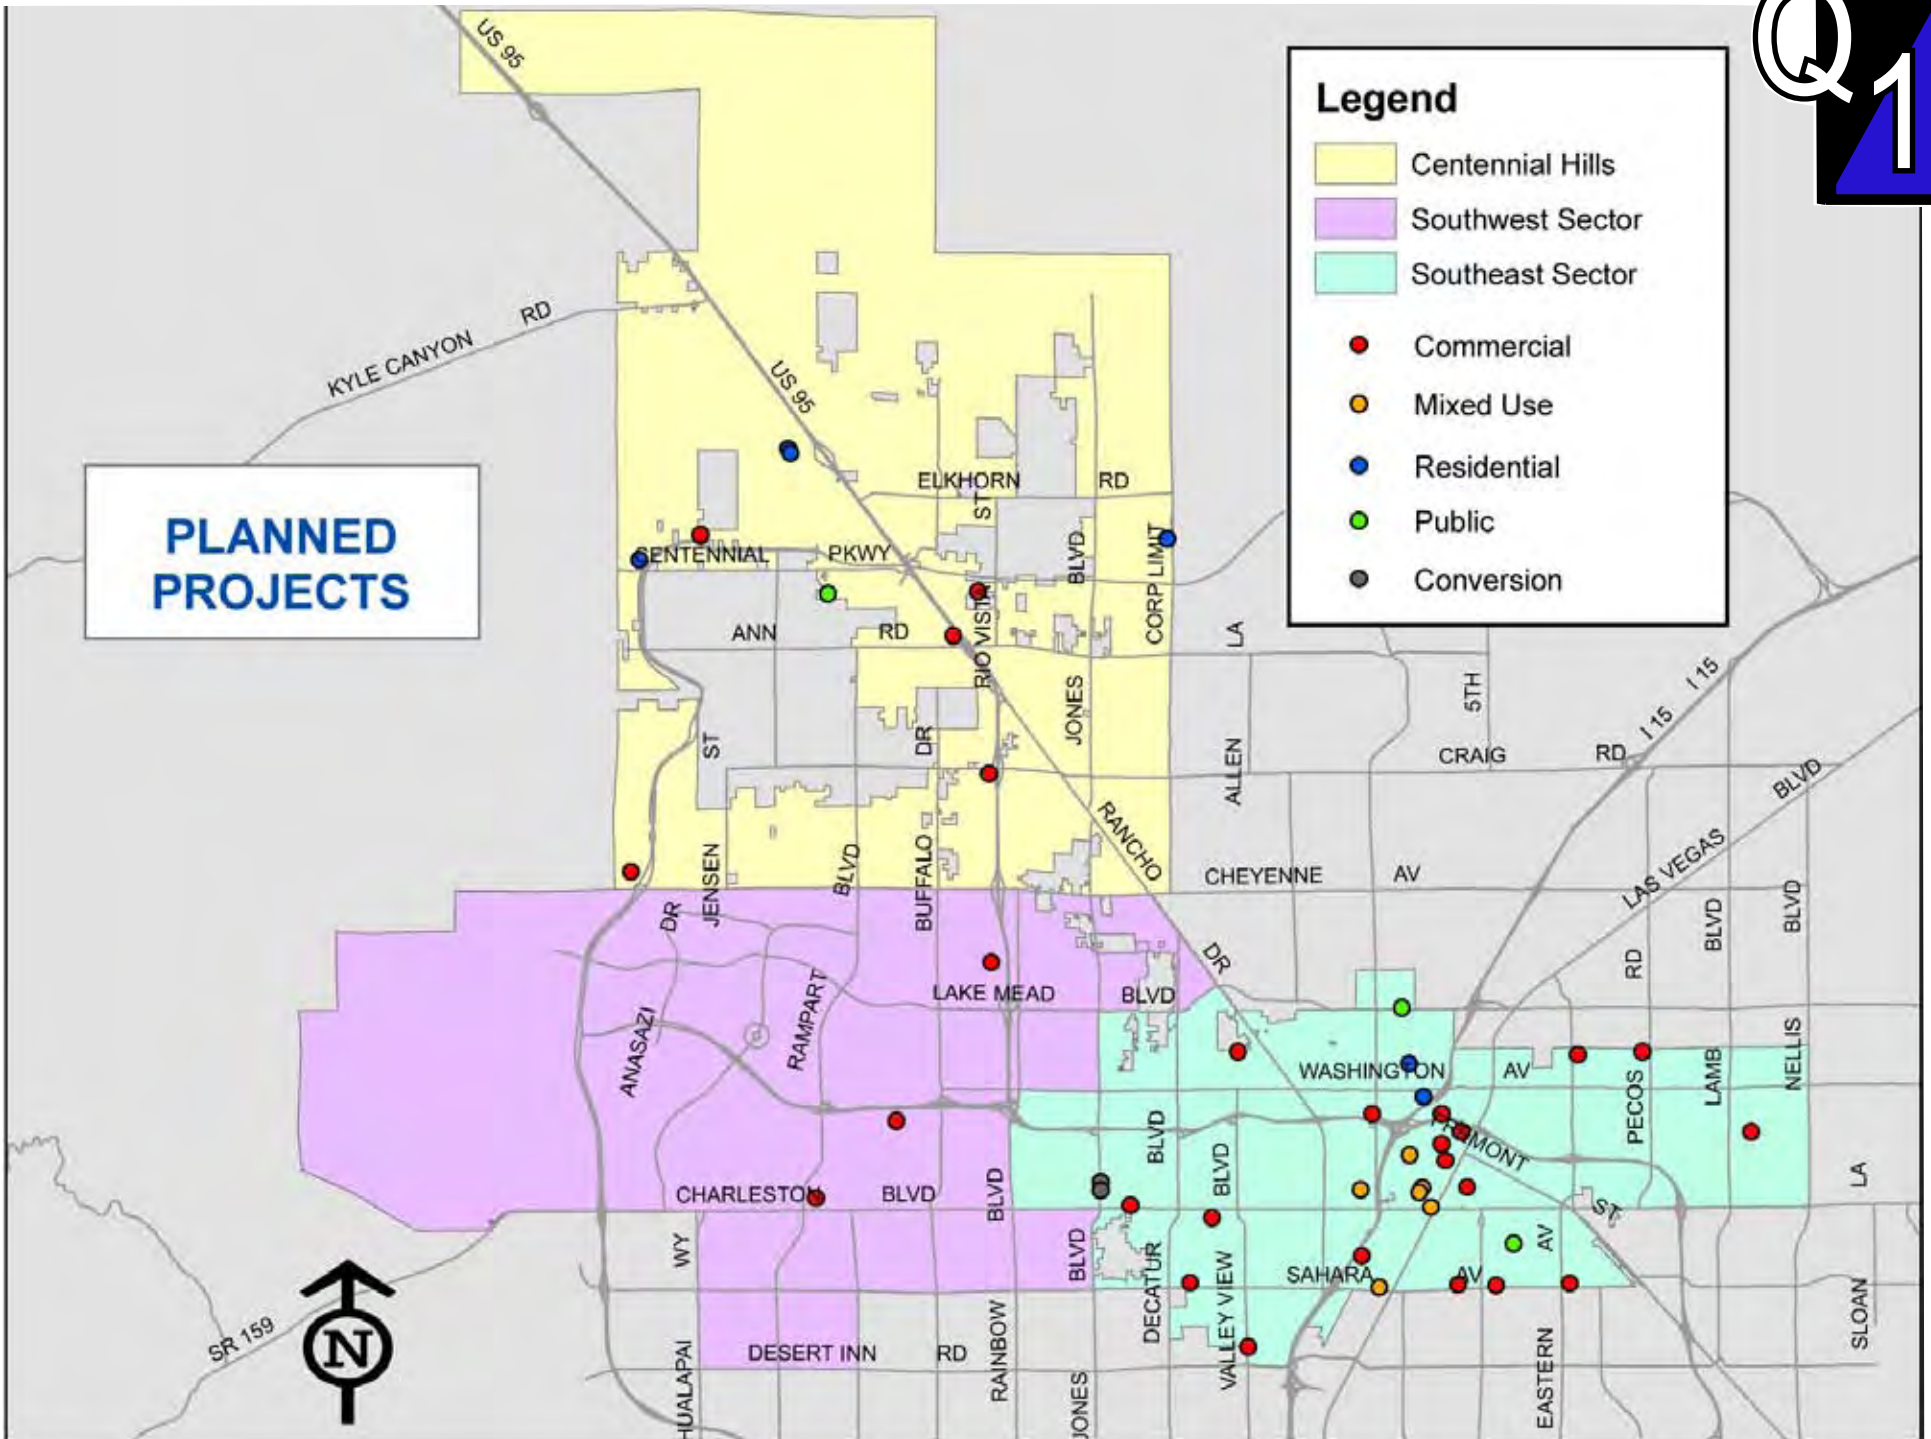 Q1
US 95
Legend
Centennial Hills
Southwest Sector
Southeast Sector
Commercial
Mixed Use
Residential
Public
Conversion
KYLE CANYON RD
US 95
PLANNED
PROJECTS
ELKHORN RD
ST
CENTENNIAL PKWY
BLVD
CORP LIMIT
ANN RD
RIO VISTA
LA
5TH
I 15
I 15
JONES
ST
DR
ALLEN
CRAIG RD
BLVD
RANCHO
JENSEN
BLVD
BUFFALO
CHEYENNE AV
LAS VEGAS
DR
BLVD
BLVD
RD
DR
LAKE MEAD BLVD
RAMPART
ANASAZI
WASHINGTON AV
PECOS
LAMB
NELLIS
BLVD
FREMONT
BLVD
CHARLESTON BLVD
BLVD
LA
ST
WY
BLVD
AV
DECATUR
VALLEY VIEW
SAHARA AV
SR 159
N
DESERT INN RD
RAINBOW
SLOAN
HUALAPAI
JONES
EASTERN